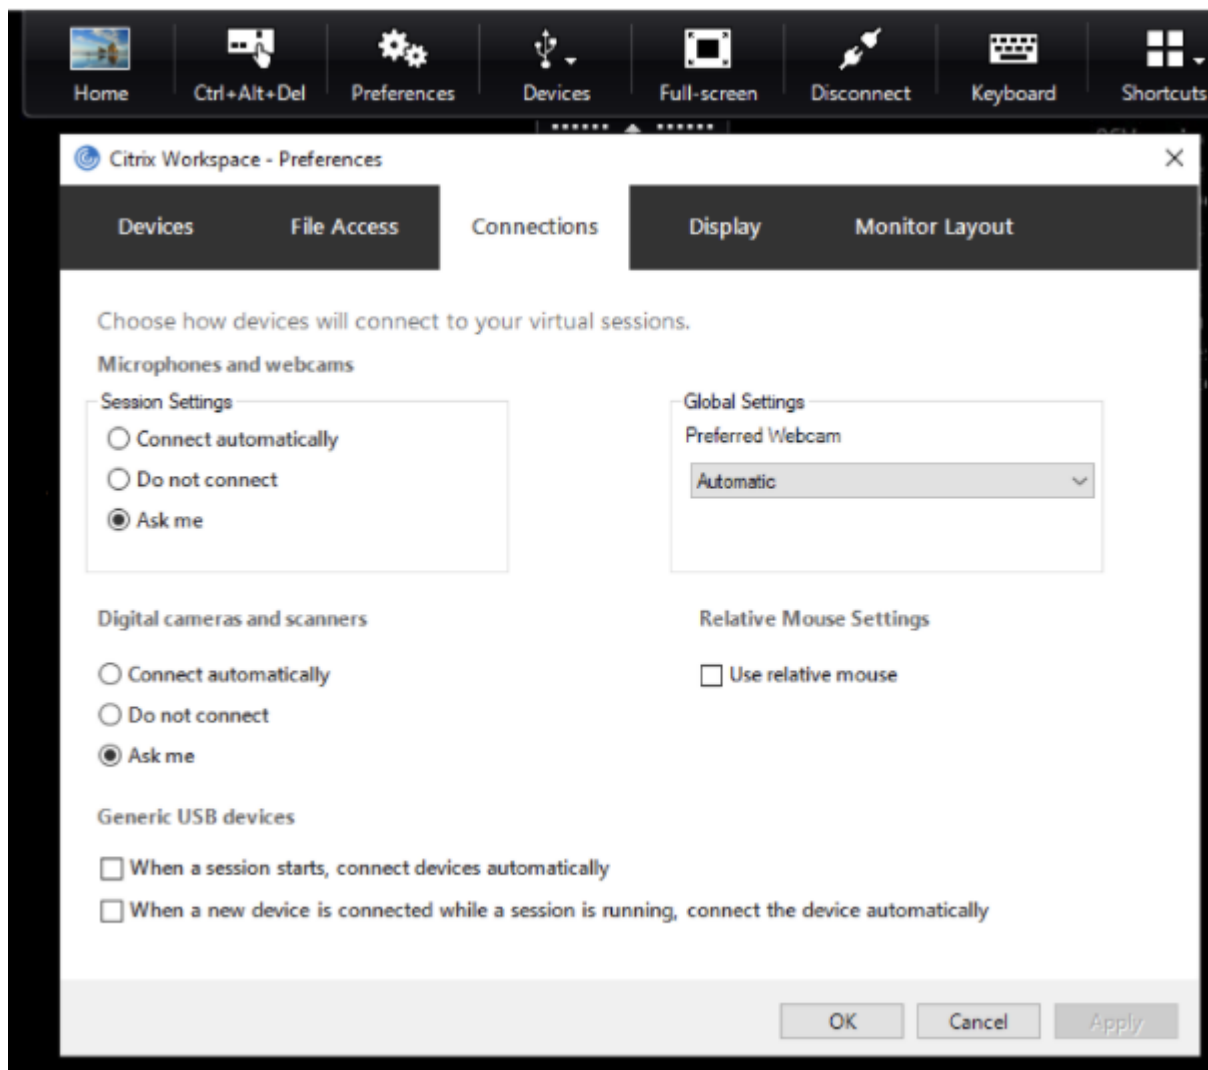 Home Ctrl+Alt+Del Preferences Devices Full-screen Disconnect Keyboard Shortcuts
Citrix Workspace - Preferences
Devices File Access Connections Display Monitor Layout
Choose how devices will connect to your virtual sessions.
Microphones and webcams
Session Settings
Connect automatically
Do not connect
Ask me
Global Settings
Preferred Webcam
Automatic
Digital cameras and scanners
Connect automatically
Do not connect
Ask me
Relative Mouse Settings
Use relative mouse
Generic USB devices
When a session starts, connect devices automatically
When a new device is connected while a session is running, connect the device automatically
OK Cancel Apply